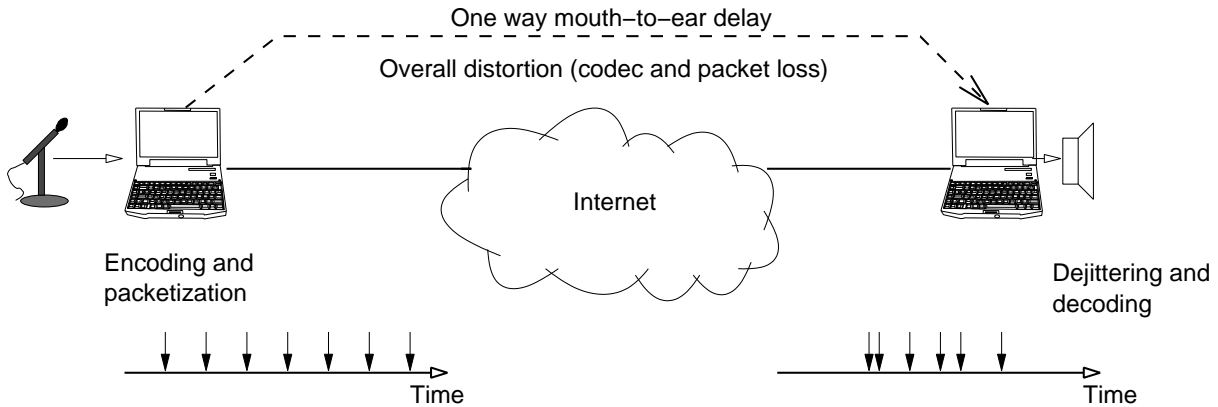 One way mouth−to−ear delay
Overall distortion (codec and packet loss)
Internet
Encoding and
packetization
Dejittering and
decoding
Time
Time